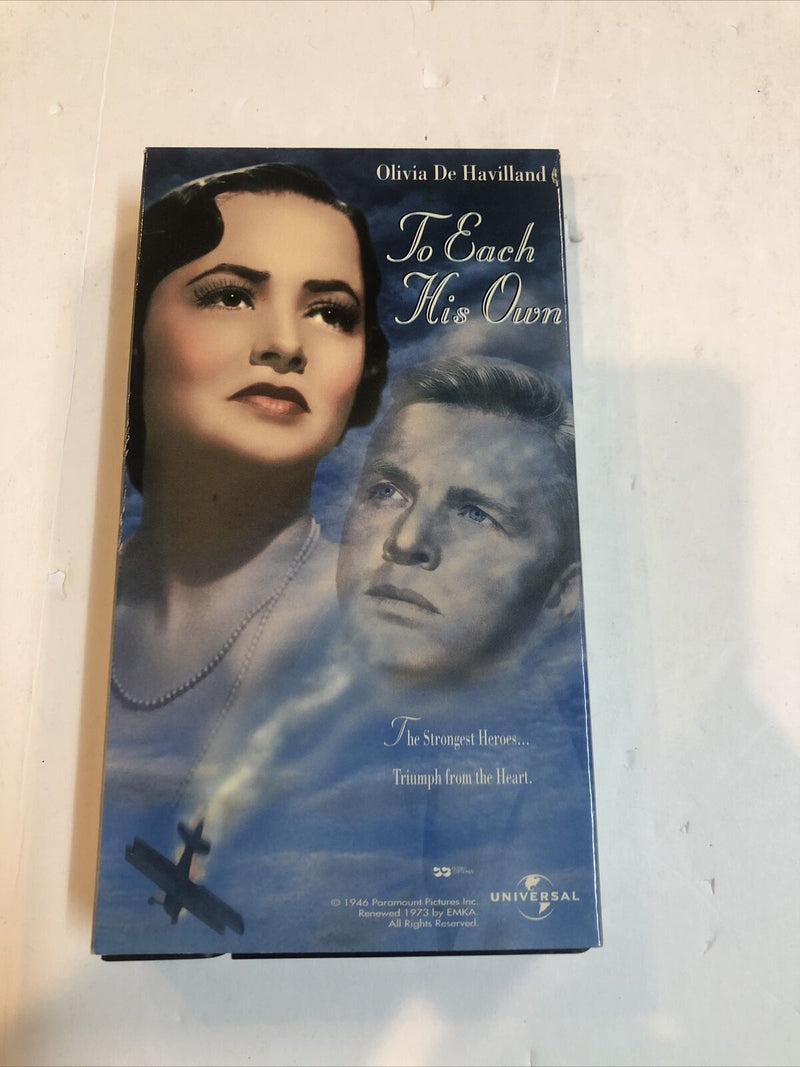 Olivia De Havilland
To Each
His Own
The Strongest Heroes...
Triumph from the Heart.
© 1946 Paramount Pictures Inc.
Renewed 1973 by EMKA.
All Rights Reserved.
UNIVERSAL